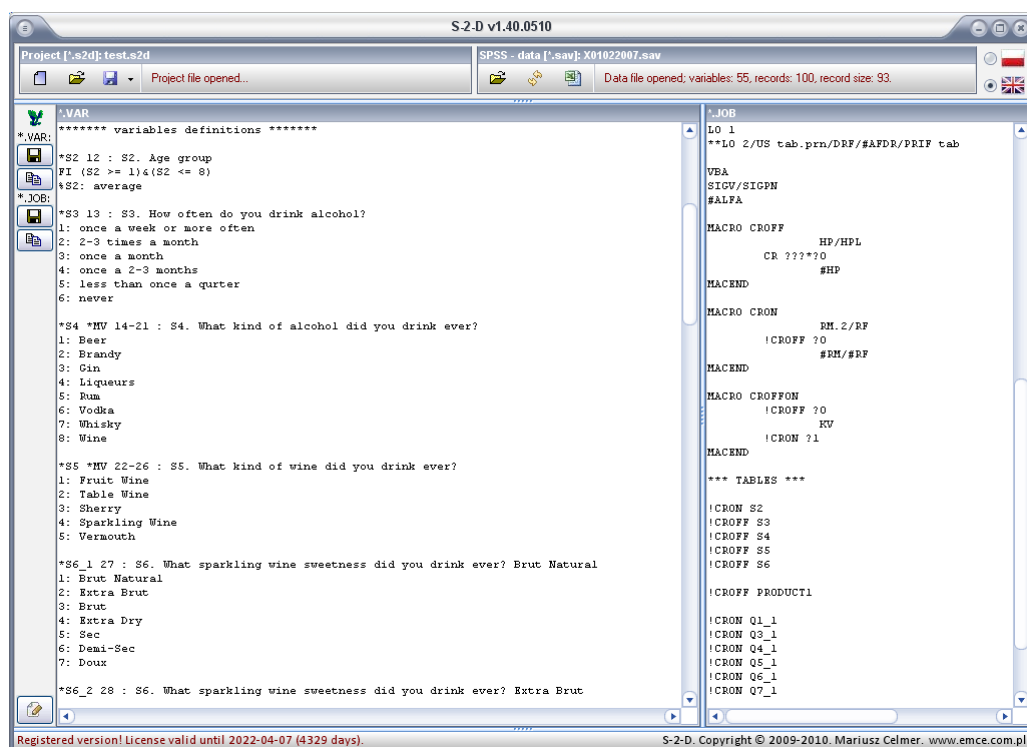 S-2-D v1.40.0510
Project [*.s2d]: test.s2d
Project file opened...
SPSS - data [*.sav]: X01022007.sav
Data file opened; variables: 55, records: 100, record size: 93.
*.VAR:
*.JOB:
*.VAR
******* variables definitions *******
*S2 12 : S2. Age group
FI (S2 >= 1)&(S2 <= 8)
%S2: average
*S3 13 : S3. How often do you drink alcohol?
1: once a week or more often
2: 2-3 times a month
3: once a month
4: once a 2-3 months
5: less than once a qurter
6: never
*S4 *MV 14-21 : S4. What kind of alcohol did you drink ever?
1: Beer
2: Brandy
3: Gin
4: Liqueurs
5: Rum
6: Vodka
7: Whisky
8: Wine
*S5 *MV 22-26 : S5. What kind of wine did you drink ever?
1: Fruit Wine
2: Table Wine
3: Sherry
4: Sparkling Wine
5: Vermouth
*S6_1 27 : S6. What sparkling wine sweetness did you drink ever? Brut Natural
1: Brut Natural
2: Extra Brut
3: Brut
4: Extra Dry
5: Sec
6: Demi-Sec
7: Doux
*S6_2 28 : S6. What sparkling wine sweetness did you drink ever? Extra Brut
*.JOB
LO 1
**LO 2/US tab.prn/DRF/#AFDR/PRIF tab
VBA
SIGV/SIGPN
#ALFA
MACRO CROFF
HP/HPL
CR ???*?0
#HP
MACEND
MACRO CRON
RM.2/RF
!CROFF ?0
#RM/#RF
MACEND
MACRO CROFFON
!CROFF ?0
KV
!CRON ?1
MACEND
*** TABLES ***
!CRON S2
!CROFF S3
!CROFF S4
!CROFF S5
!CROFF S6
!CROFF PRODUCT1
!CRON Q1_1
!CRON Q3_1
!CRON Q4_1
!CRON Q5_1
!CRON Q6_1
!CRON Q7_1
Registered version! License valid until 2022-04-07 (4329 days).
S-2-D. Copyright © 2009-2010. Mariusz Celmer. www.emce.com.pl